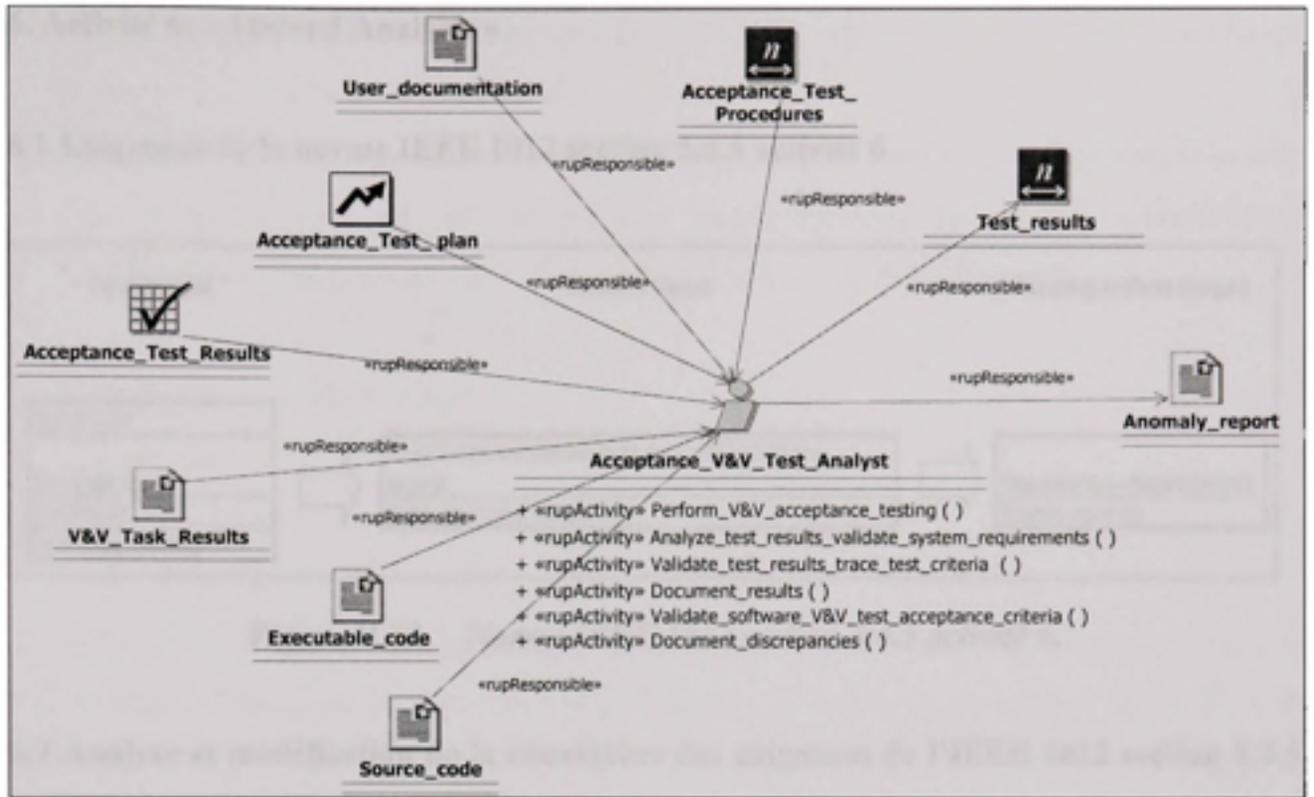 User_documentation
n
Acceptance_Test_
Procedures
«rupResponsible»
n
«rupResponsible»
Test_results
Acceptance_Test_plan
«rupResponsible»
«rupResponsible»
Acceptance_Test_Results
«rupResponsible»
«rupResponsible»
Anomaly_report
«rupResponsible»
Acceptance_V&V_Test_Analyst
V&V_Task_Results
«rupResponsible»
+ «rupActivity» Perform_V&V_acceptance_testing ( )
+ «rupActivity» Analyze_test_results_validate_system_requirements ( )
+ «rupActivity» Validate_test_results_trace_test_criteria ( )
+ «rupActivity» Document_results ( )
+ «rupActivity» Validate_software_V&V_test_acceptance_criteria ( )
+ «rupActivity» Document_discrepancies ( )
Executable_code
«rupResponsible»
Source_code